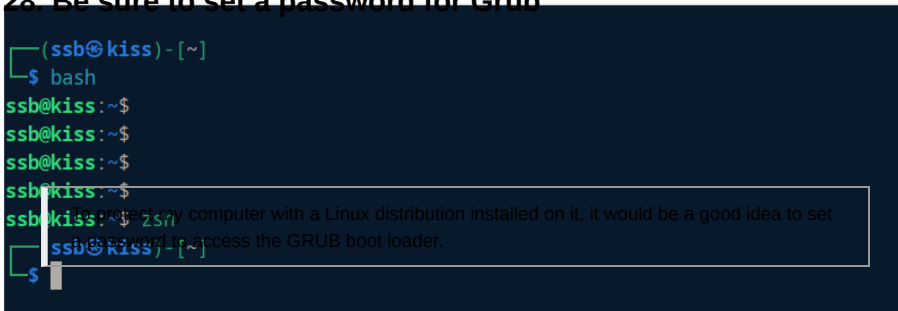 28. Be sure to set a password for Grub
┌──(ssb㉿kiss)-[~]
└─$ bash
ssb@kiss:~$
ssb@kiss:~$
ssb@kiss:~$
ssb@kiss:~$
To protect my computer with a Linux distribution installed on it, it would be a good idea to set
ssb@kiss:~$ zsh
a password to access the GRUB boot loader.
┌──(ssb㉿kiss)-[~]
└─$